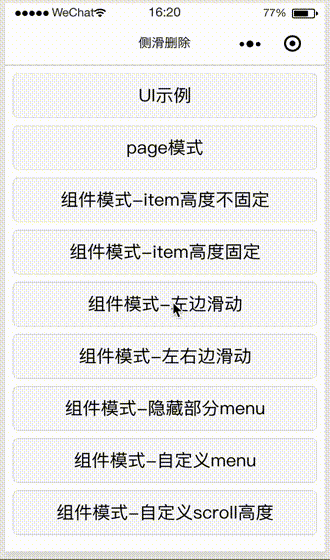 ●●●●● WeChat 16:20 77%
侧滑删除
UI示例
page模式
组件模式-item高度不固定
组件模式-item高度固定
组件模式-左边滑动
组件模式-左右边滑动
组件模式-隐藏部分menu
组件模式-自定义menu
组件模式-自定义scroll高度